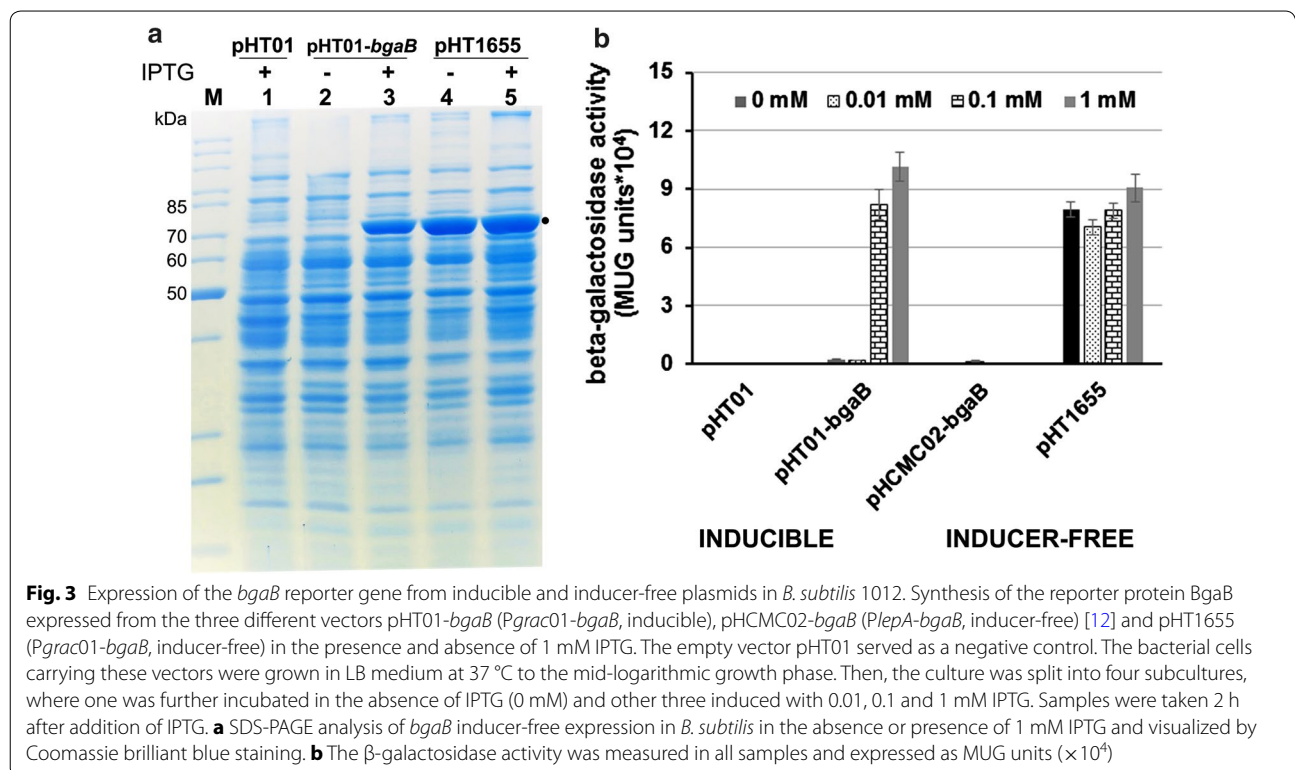 a
pHT01 pHT01-bgaB pHT1655
IPTG + - + - +
M 1 2 3 4 5
kDa
85
70
60
50
b
beta-galactosidase activity
(MUG units*10⁴)
15
12
9
6
3
0
0 mM 0.01 mM 0.1 mM 1 mM
pHT01
pHT01-bgaB
pHCMC02-bgaB
pHT1655
INDUCIBLE INDUCER-FREE
Fig. 3 Expression of the bgaB reporter gene from inducible and inducer-free plasmids in B. subtilis 1012. Synthesis of the reporter protein BgaB
expressed from the three different vectors pHT01-bgaB (Pgrac01-bgaB, inducible), pHCMC02-bgaB (PlepA-bgaB, inducer-free) [12] and pHT1655
(Pgrac01-bgaB, inducer-free) in the presence and absence of 1 mM IPTG. The empty vector pHT01 served as a negative control. The bacterial cells
carrying these vectors were grown in LB medium at 37 °C to the mid-logarithmic growth phase. Then, the culture was split into four subcultures,
where one was further incubated in the absence of IPTG (0 mM) and other three induced with 0.01, 0.1 and 1 mM IPTG. Samples were taken 2 h
after addition of IPTG. a SDS-PAGE analysis of bgaB inducer-free expression in B. subtilis in the absence or presence of 1 mM IPTG and visualized by
Coomassie brilliant blue staining. b The β-galactosidase activity was measured in all samples and expressed as MUG units (×10⁴)